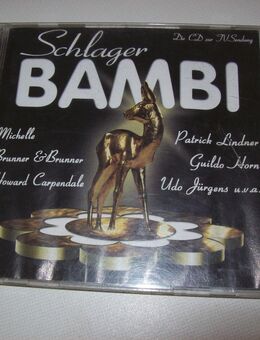 Schlager
Die CD zur TV-Sendung
BAMBI
Michelle
Brunner & Brunner
Howard Carpendale
Patrick Lindner
Guildo Horn
Udo Jürgens u.v.a.